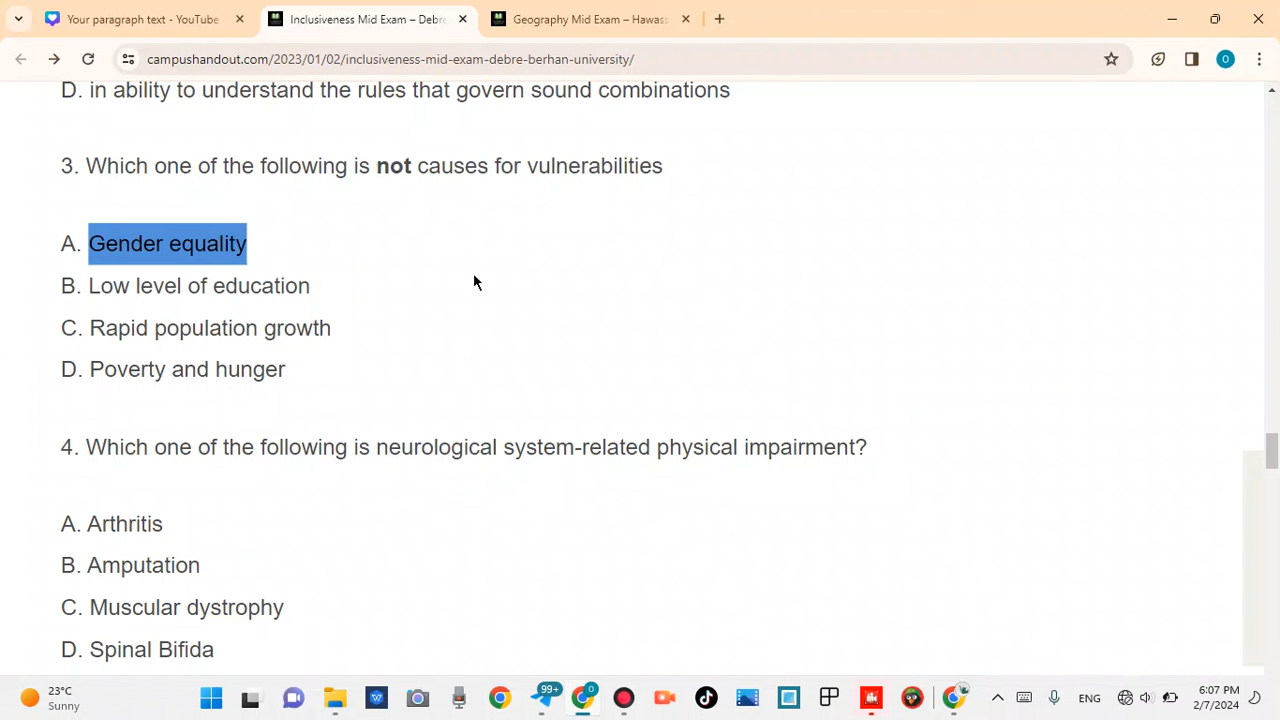 Your paragraph text - YouTube
Inclusiveness Mid Exam – Debre
Geography Mid Exam – Hawass
campushandout.com/2023/01/02/inclusiveness-mid-exam-debre-berhan-university/
O
D. in ability to understand the rules that govern sound combinations
3. Which one of the following is not causes for vulnerabilities
A. Gender equality
B. Low level of education
C. Rapid population growth
D. Poverty and hunger
4. Which one of the following is neurological system-related physical impairment?
A. Arthritis
B. Amputation
C. Muscular dystrophy
D. Spinal Bifida
23°C
Sunny
99+
O
ENG
6:07 PM
2/7/2024